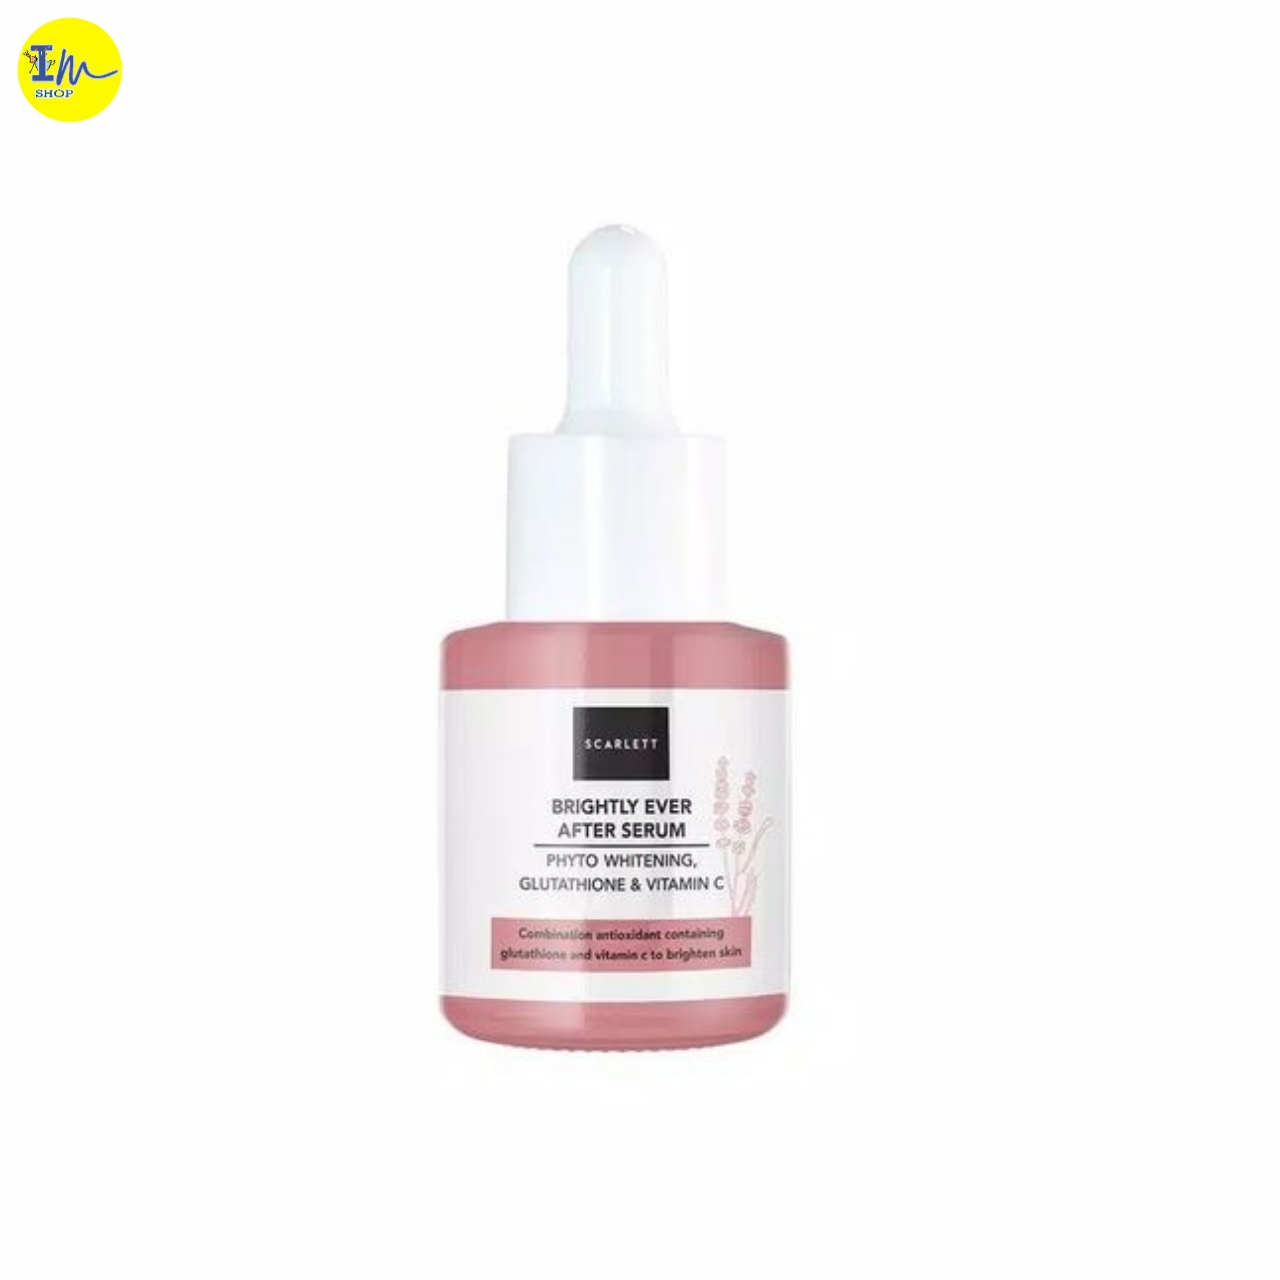 Im
SHOP
SCARLETT
BRIGHTLY EVER
AFTER SERUM
PHYTO WHITENING,
GLUTATHIONE & VITAMIN C
Combination antioxidant containing
glutathione and vitamin c to brighten skin